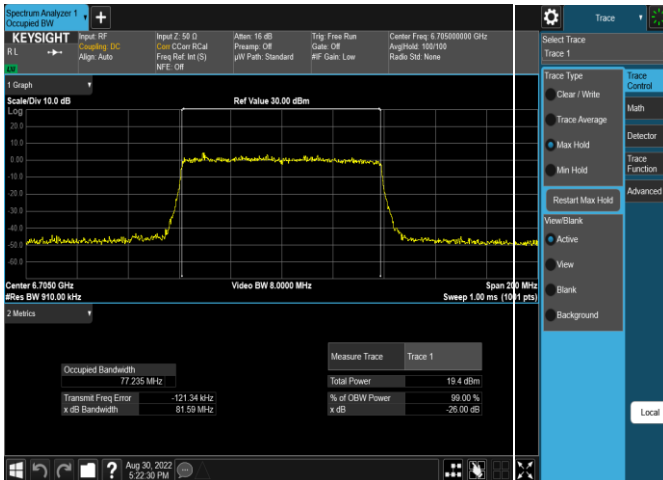 Spectrum Analyzer 1
Occupied BW
KEYSIGHT
R L
LV
Input: RF
Coupling: DC
Align: Auto
Input Z: 50 Ω
Corr CCorr RCal
Freq Ref: Int (S)
NFE: Off
Atten: 16 dB
Preamp: Off
µW Path: Standard
Trig: Free Run
Gate: Off
#IF Gain: Low
Center Freq: 6.705000000 GHz
Avg|Hold: 100/100
Radio Std: None
1 Graph
Scale/Div 10.0 dB
Ref Value 30.00 dBm
Log
20.0
10.0
0.00
-10.0
-20.0
-30.0
-40.0
-50.0
-60.0
Center 6.7050 GHz
Video BW 8.0000 MHz
Span 200 MHz
#Res BW 910.00 kHz
Sweep 1.00 ms (1001 pts)
2 Metrics
Occupied Bandwidth
77.235 MHz
Transmit Freq Error -121.34 kHz
x dB Bandwidth 81.59 MHz
Measure Trace Trace 1
Total Power 19.4 dBm
% of OBW Power 99.00 %
x dB -26.00 dB
Aug 30, 2022
5:22:30 PM
Trace
Select Trace
Trace 1
Trace Type
Clear / Write
Trace Average
Max Hold
Min Hold
Restart Max Hold
View/Blank
Active
View
Blank
Background
Trace
Control
Math
Detector
Trace
Function
Advanced
Local